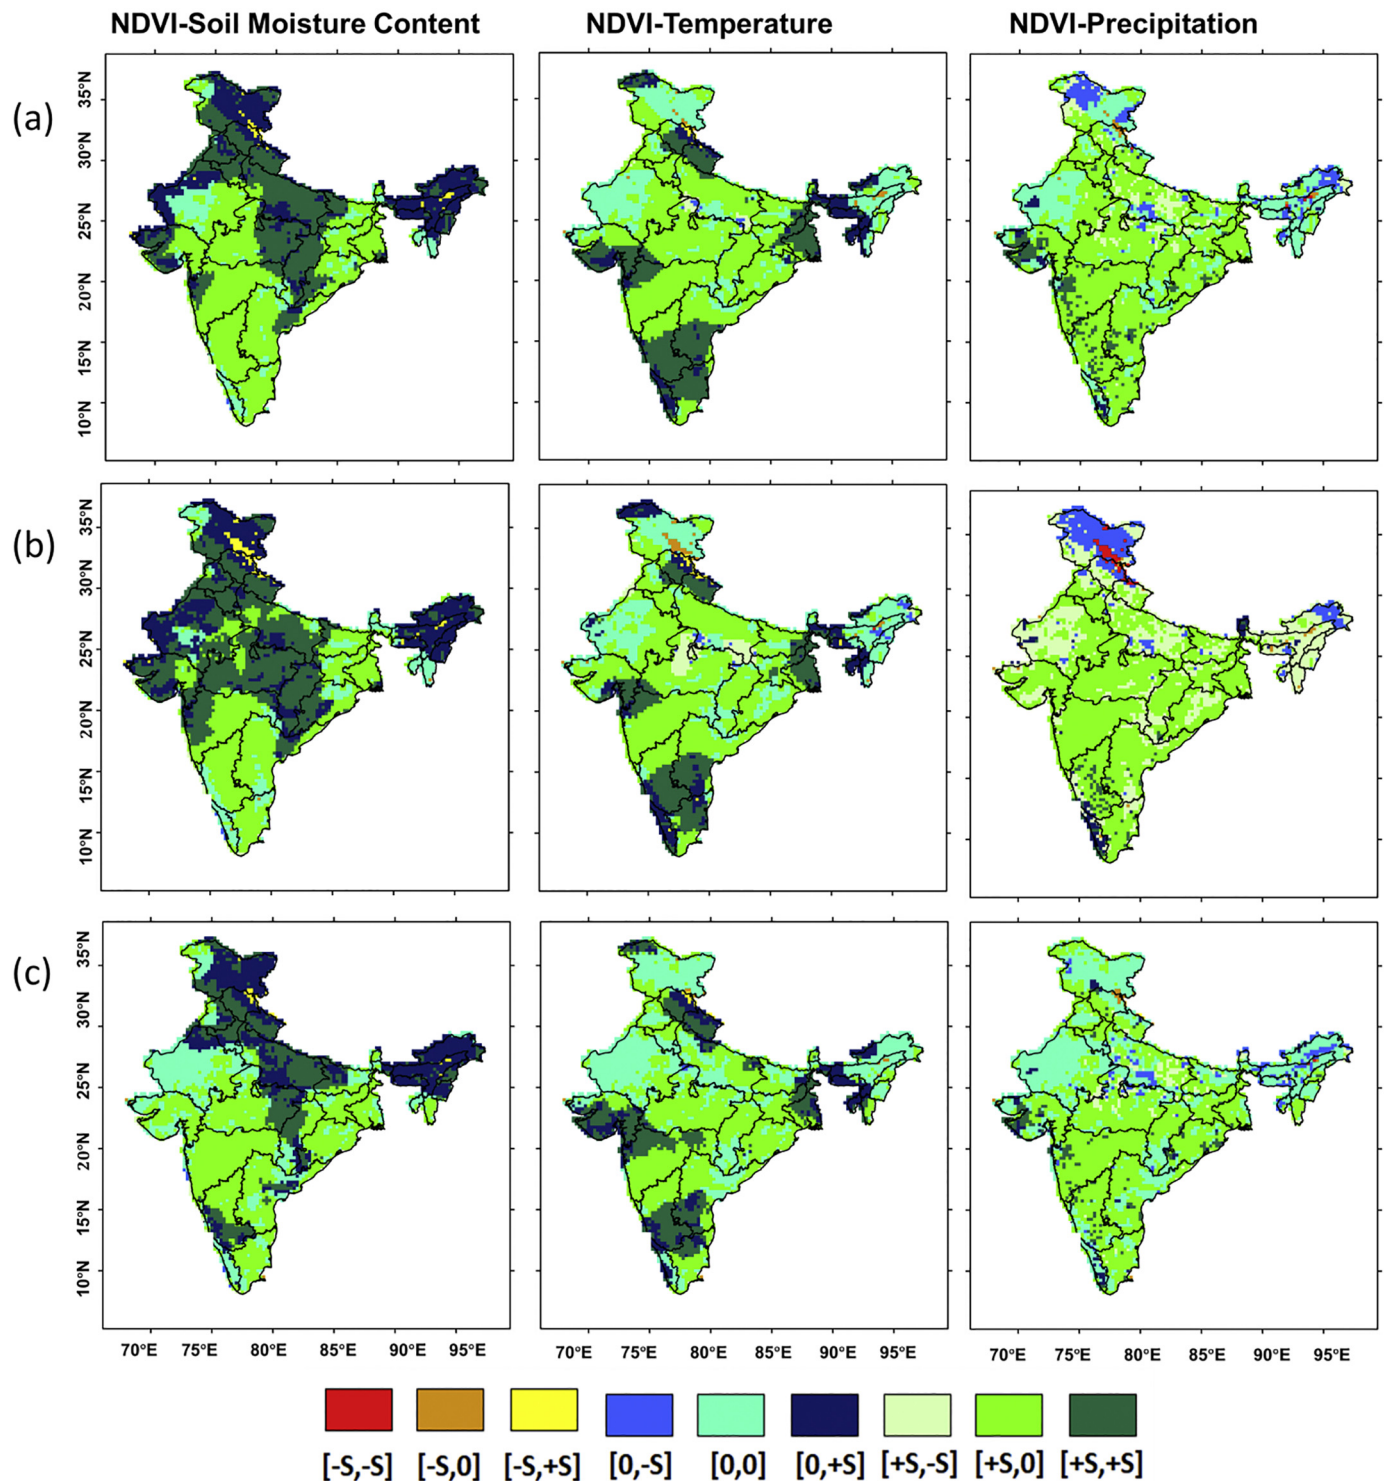 NDVI-Soil Moisture Content NDVI-Temperature NDVI-Precipitation
(a)
35°N
30°N
25°N
20°N
15°N
10°N
(b)
35°N
30°N
25°N
20°N
15°N
10°N
(c)
35°N
30°N
25°N
20°N
15°N
10°N
70°E 75°E 80°E 85°E 90°E 95°E 70°E 75°E 80°E 85°E 90°E 95°E 70°E 75°E 80°E 85°E 90°E 95°E
[-S,-S] [-S,0] [-S,+S] [0,-S] [0,0] [0,+S] [+S,-S] [+S,0] [+S,+S]